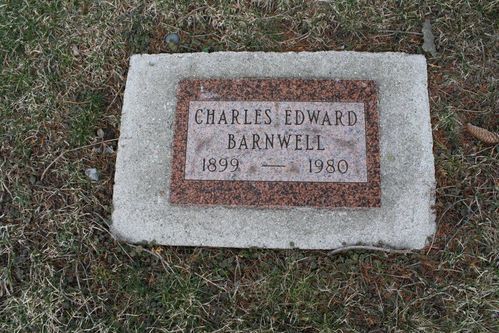 CHARLES EDWARD
BARNWELL
1899 — 1980